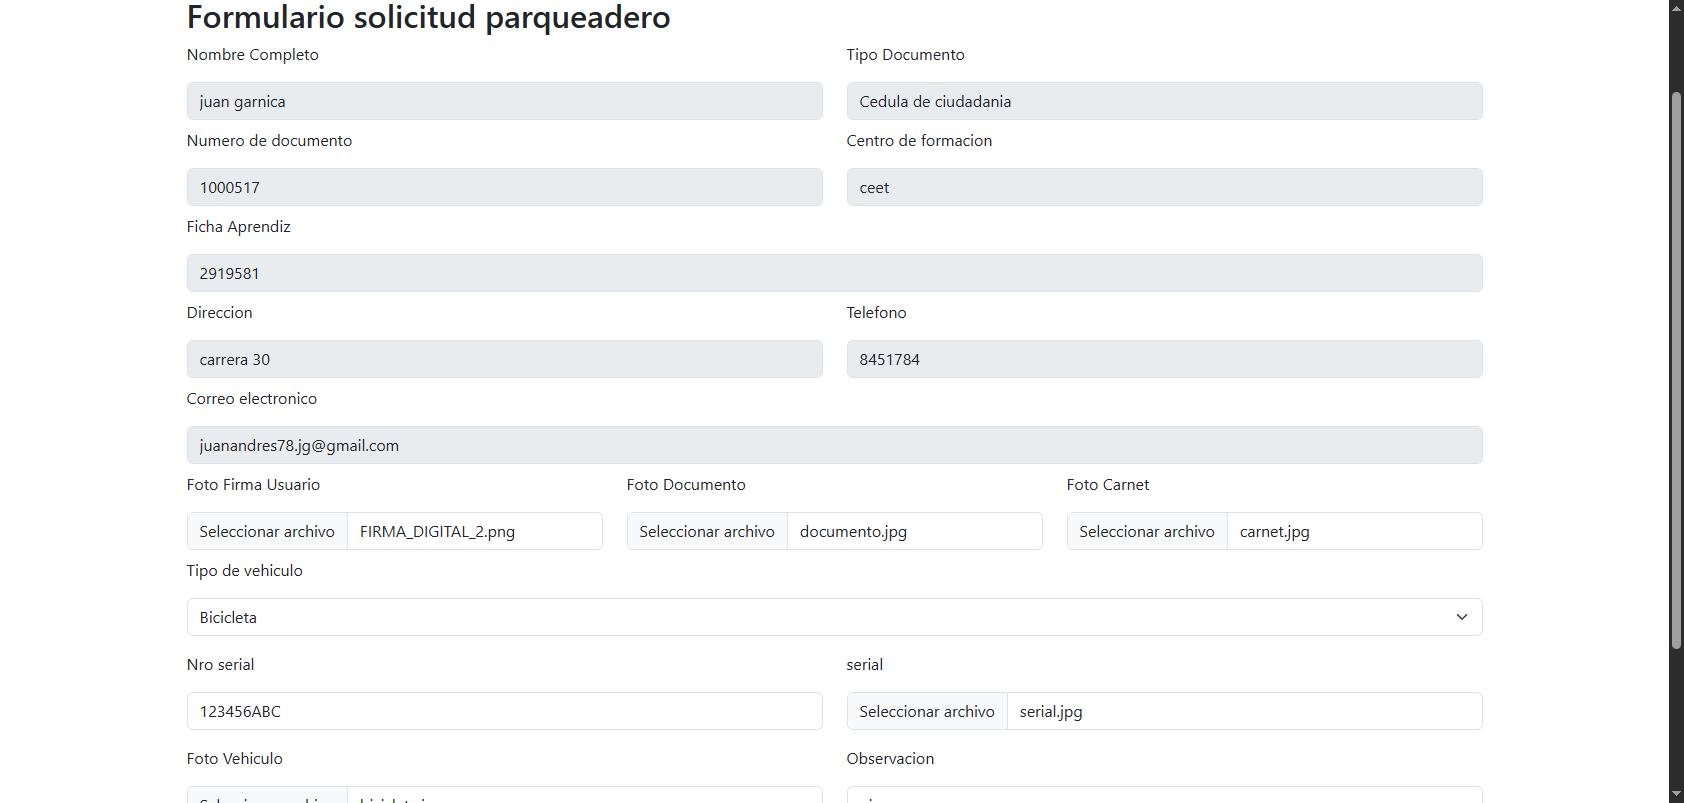 Formulario solicitud parqueadero
Nombre Completo
Tipo Documento
juan garnica
Cedula de ciudadania
Numero de documento
Centro de formacion
1000517
ceet
Ficha Aprendiz
2919581
Direccion
Telefono
carrera 30
8451784
Correo electronico
juanandres78.jg@gmail.com
Foto Firma Usuario
Foto Documento
Foto Carnet
Seleccionar archivo FIRMA_DIGITAL_2.png
Seleccionar archivo documento.jpg
Seleccionar archivo carnet.jpg
Tipo de vehiculo
Bicicleta
Nro serial
serial
123456ABC
Seleccionar archivo serial.jpg
Foto Vehiculo
Observacion